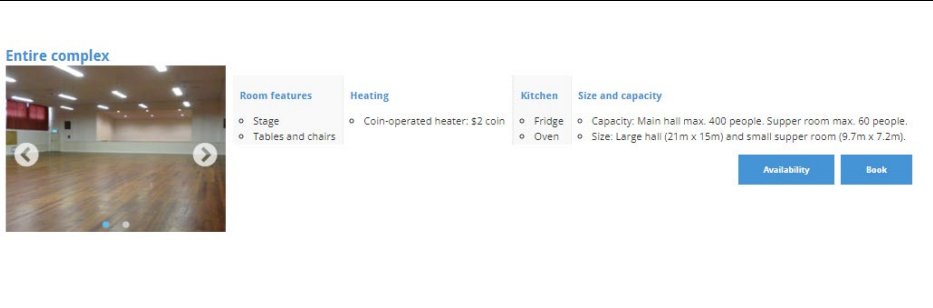 Entire complex
Room features
Stage
Tables and chairs
Heating
Coin-operated heater: $2 coin
Kitchen
Fridge
Oven
Size and capacity
Capacity: Main hall max. 400 people. Supper room max. 60 people.
Size: Large hall (21m x 15m) and small supper room (9.7m x 7.2m).
Availability
Book